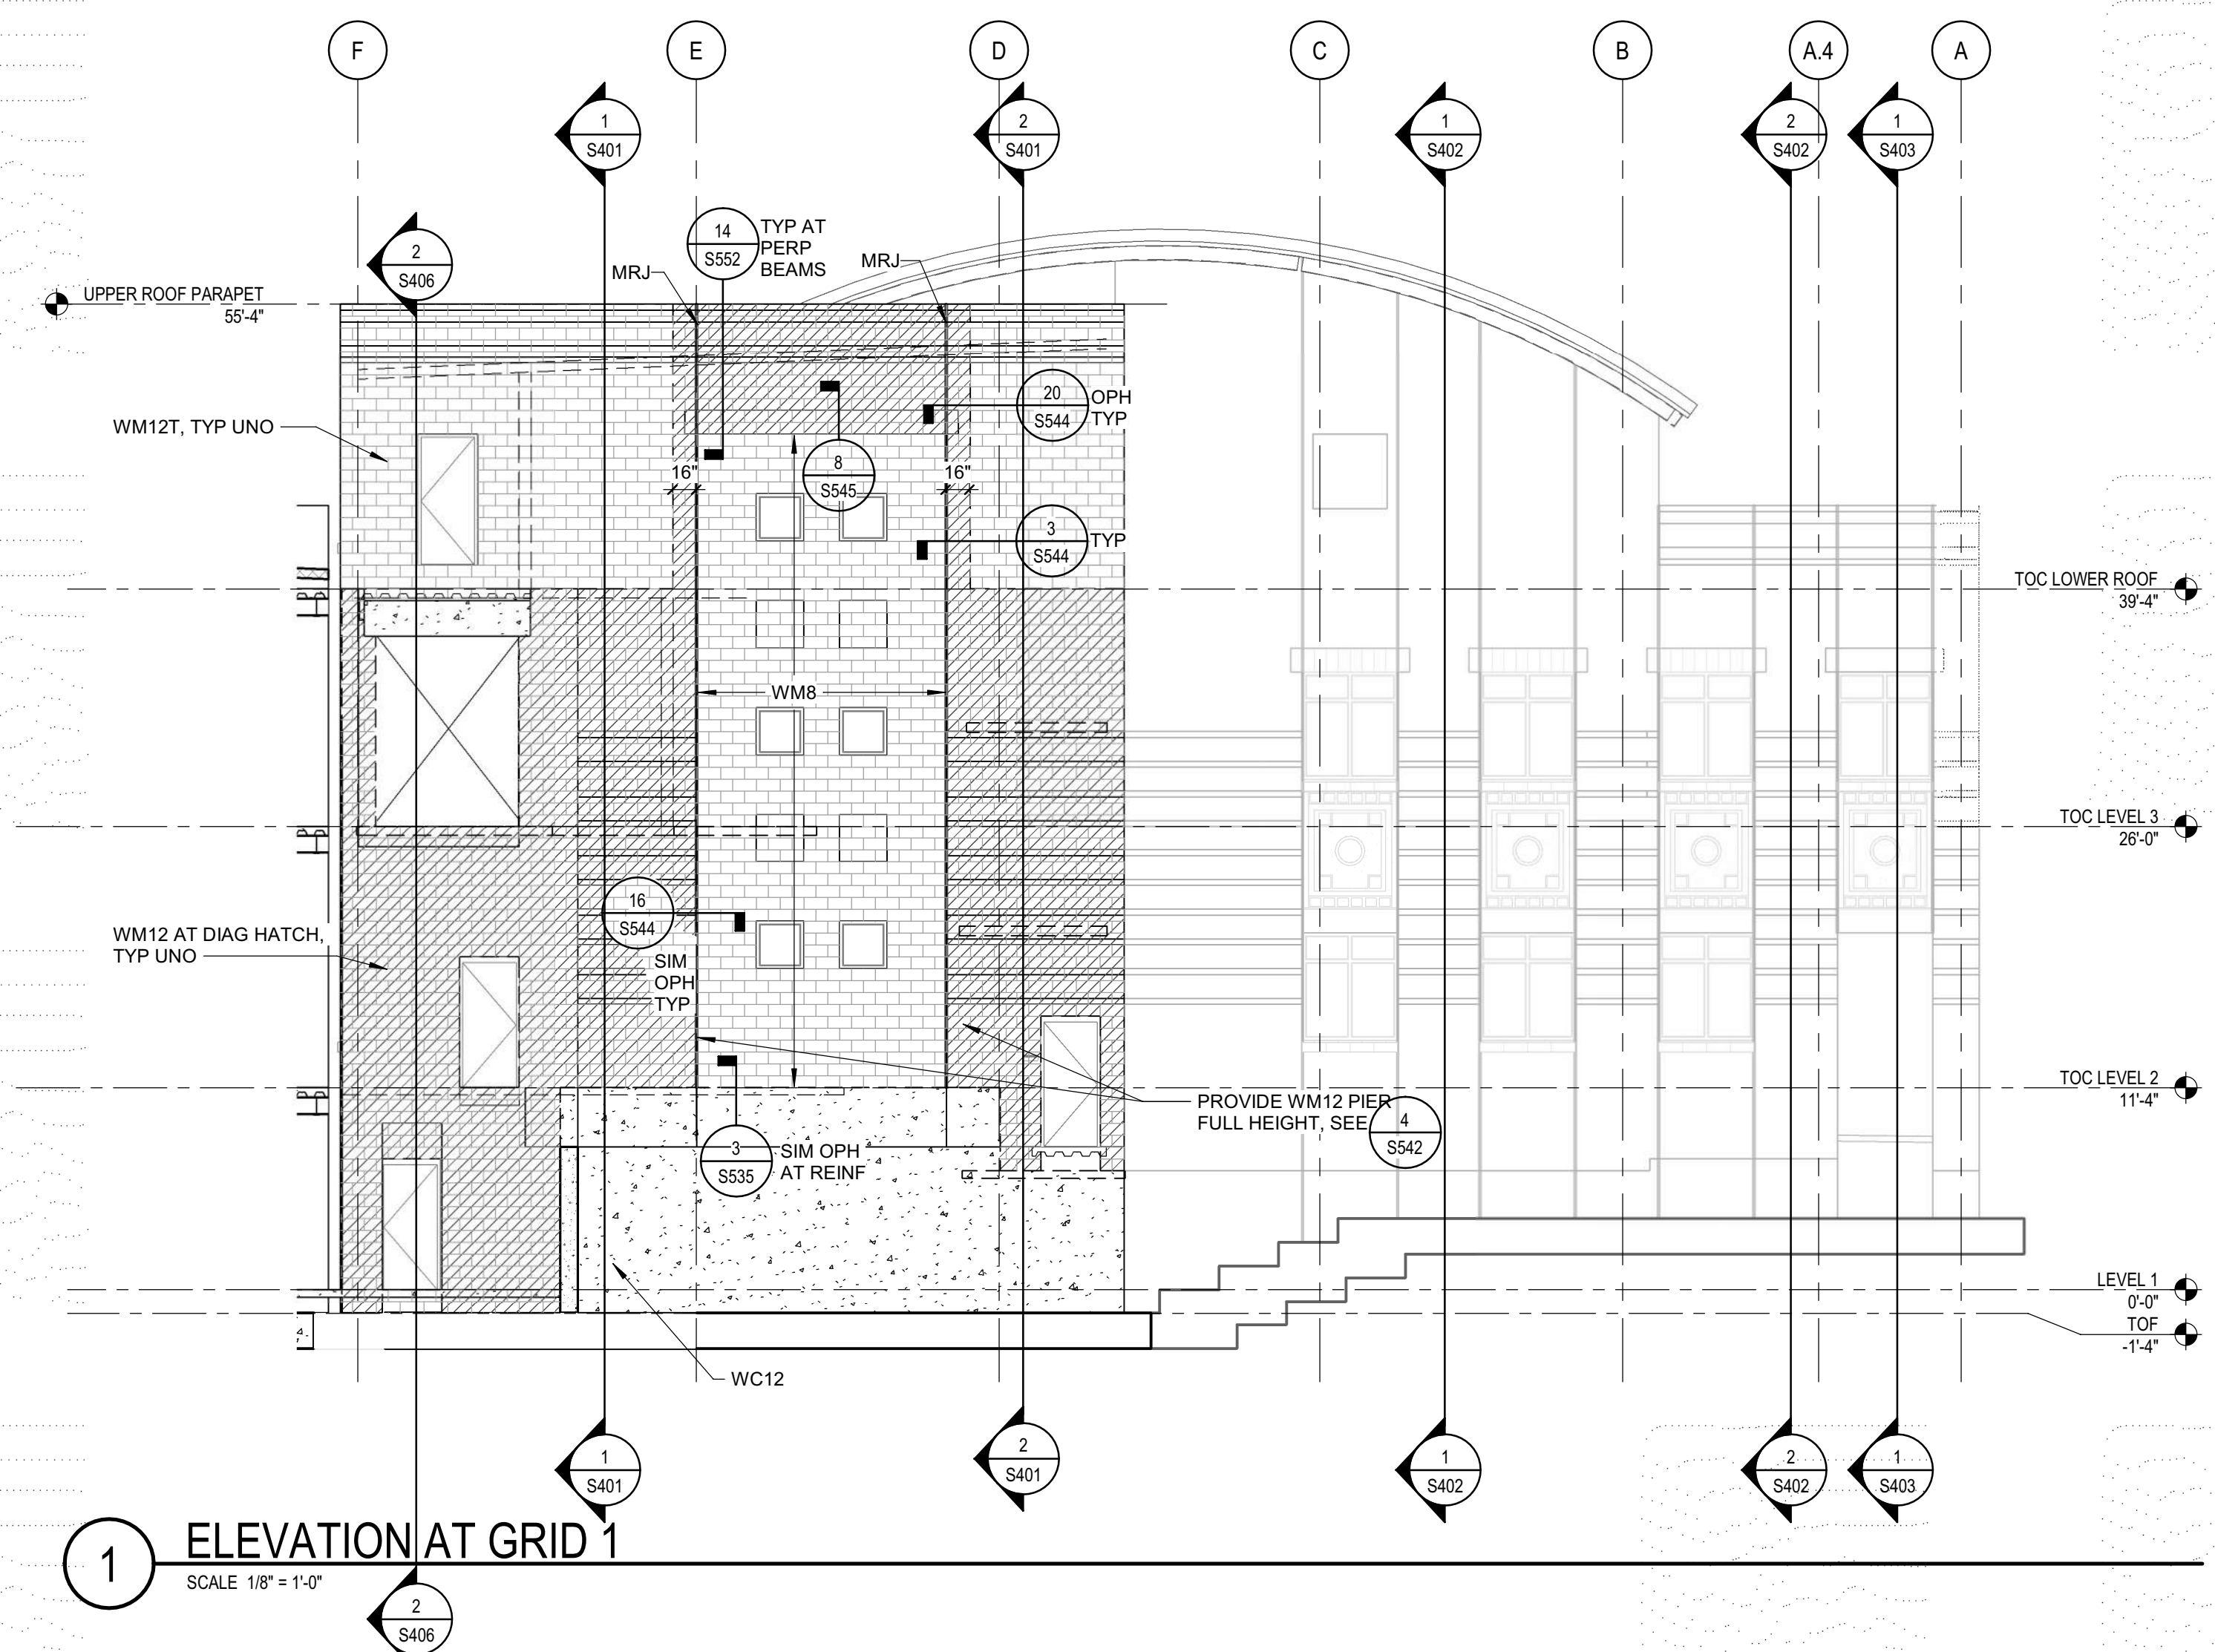 F
E
D
C
B
A.4
A
1
S401
2
S401
1
S402
2
S402
1
S403
2
S406
14
S552
TYP AT
PERP
BEAMS
MRJ
MRJ
UPPER ROOF PARAPET
55'-4"
20
S544
OPH
TYP
WM12T, TYP UNO
8
S545
16"
16"
3
S544
TYP
TOC LOWER ROOF
39'-4"
WM8
TOC LEVEL 3
26'-0"
16
S544
SIM
OPH
TYP
WM12 AT DIAG HATCH,
TYP UNO
TOC LEVEL 2
11'-4"
PROVIDE WM12 PIER
FULL HEIGHT, SEE
4
S542
3
S535
SIM OPH
AT REINF
LEVEL 1
0'-0"
TOF
-1'-4"
WC12
1
S401
2
S401
1
S402
2
S402
1
S403
1
ELEVATION AT GRID 1
SCALE 1/8" = 1'-0"
2
S406